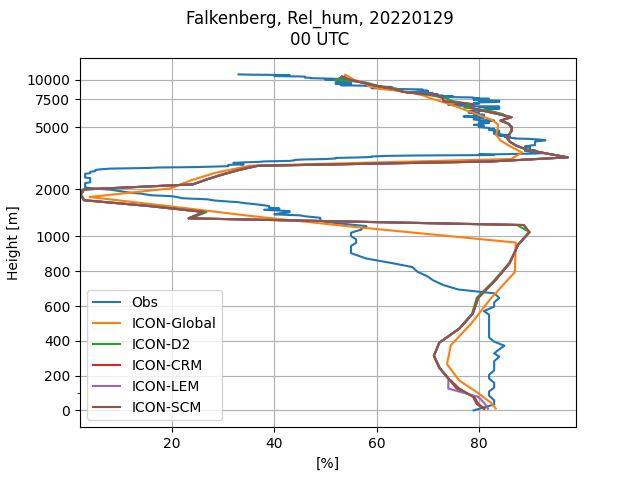 Falkenberg, Rel_hum, 20220129
00 UTC
10000
7500
5000
2000
1000
800
600
400
200
0
Height [m]
Obs
ICON-Global
ICON-D2
ICON-CRM
ICON-LEM
ICON-SCM
20
40
60
80
[%]